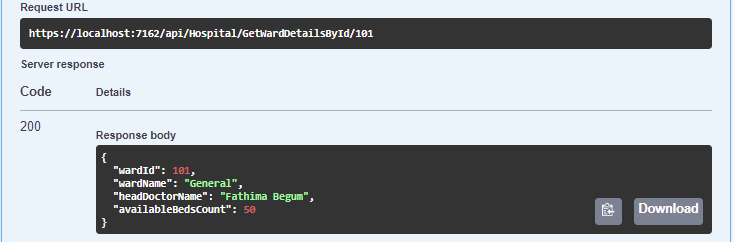 Request URL
https://localhost:7162/api/Hospital/GetWardDetailsById/101
Server response
Code Details
200
Response body
{
"wardId": 101,
"wardName": "General",
"headDoctorName": "Fathima Begum",
"availableBedsCount": 50
}
Download